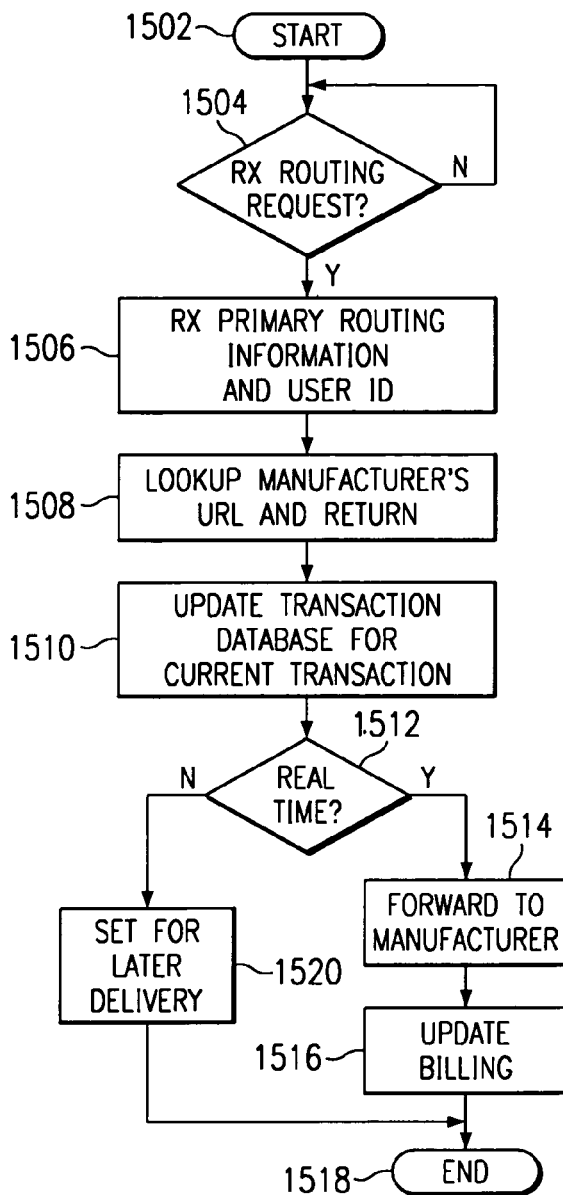 1502
START
1504
RX ROUTING
REQUEST?
N
Y
1506
RX PRIMARY ROUTING
INFORMATION
AND USER ID
1508
LOOKUP MANUFACTURER'S
URL AND RETURN
1510
UPDATE TRANSACTION
DATABASE FOR
CURRENT TRANSACTION
1.512
N
REAL
TIME?
Y
1514
FORWARD TO
MANUFACTURER
SET FOR
LATER
DELIVERY
1520
1516
UPDATE
BILLING
1518
END